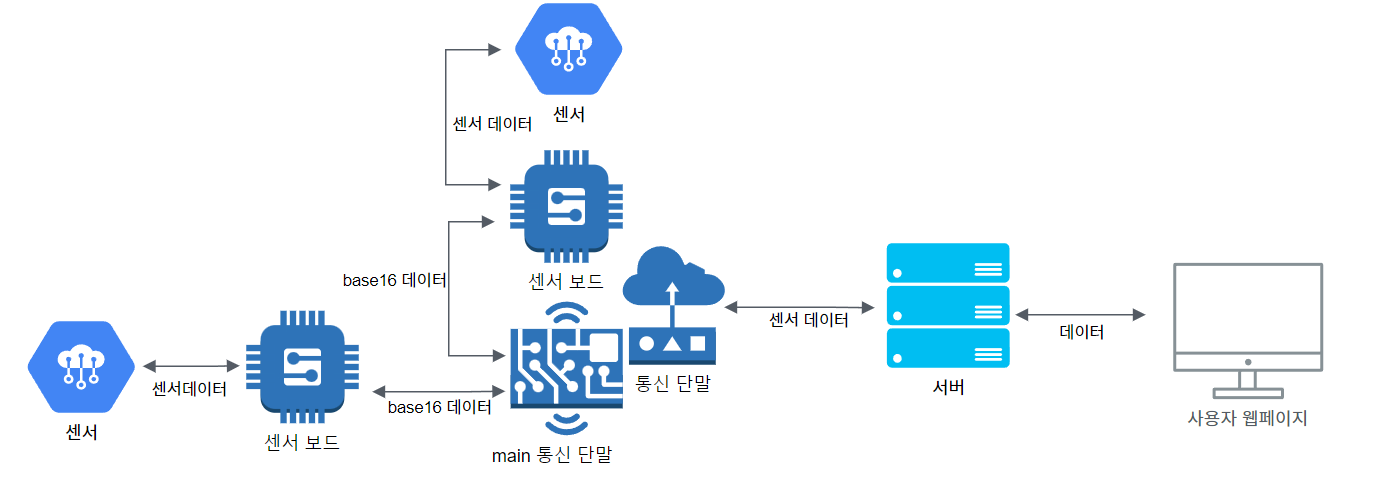 센서
센서 데이터
센서 보드
base16 데이터
센서 데이터
통신 단말
데이터
서버
사용자 웹페이지
센서
센서데이터
센서 보드
base16 데이터
main 통신 단말